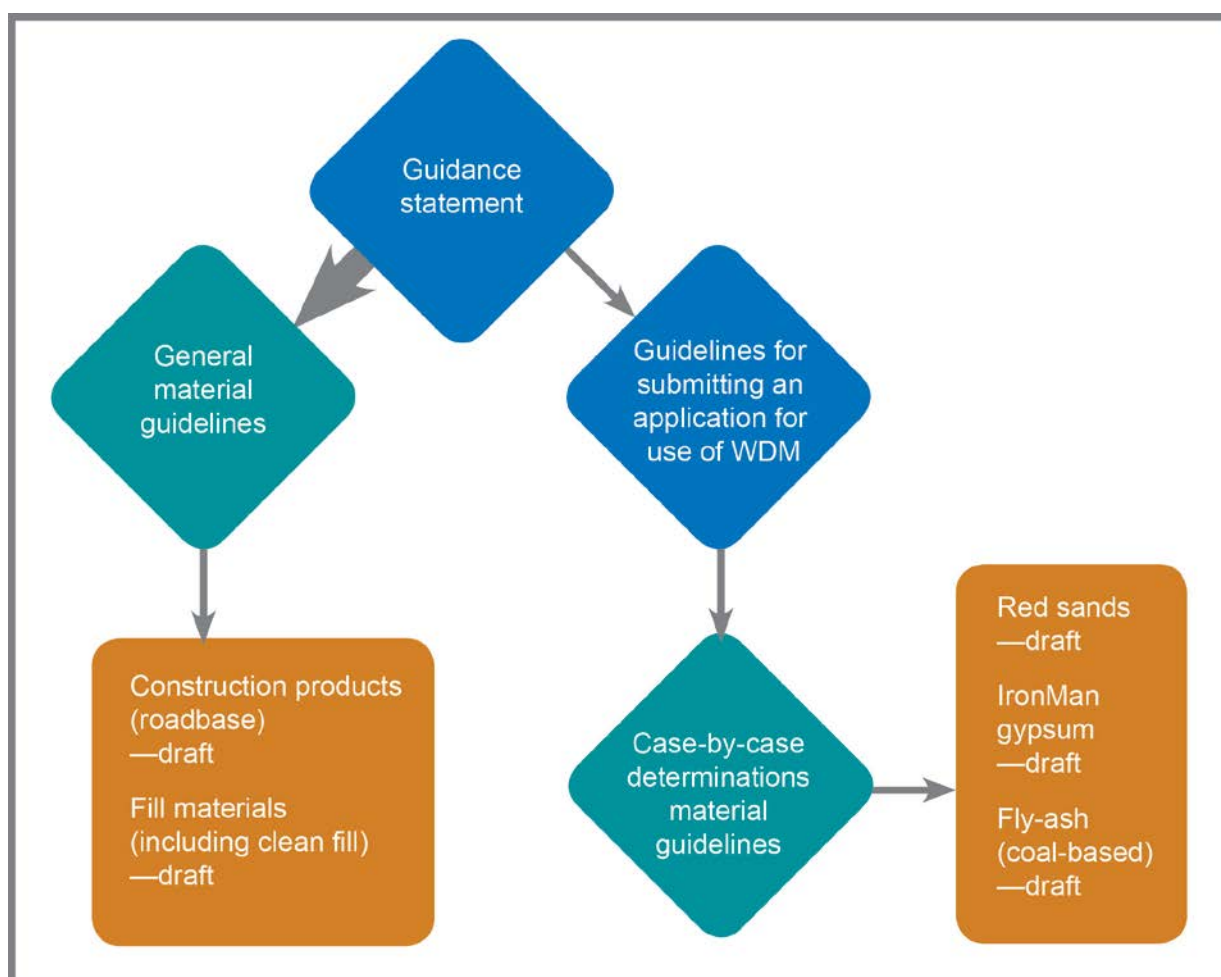 Guidance
statement
General
material
guidelines
Guidelines for
submitting an
application for
use of WDM
Construction products
(roadbase)
—draft
Fill materials
(including clean fill)
—draft
Case-by-case
determinations
material
guidelines
Red sands
—draft
IronMan
gypsum
—draft
Fly-ash
(coal-based)
—draft